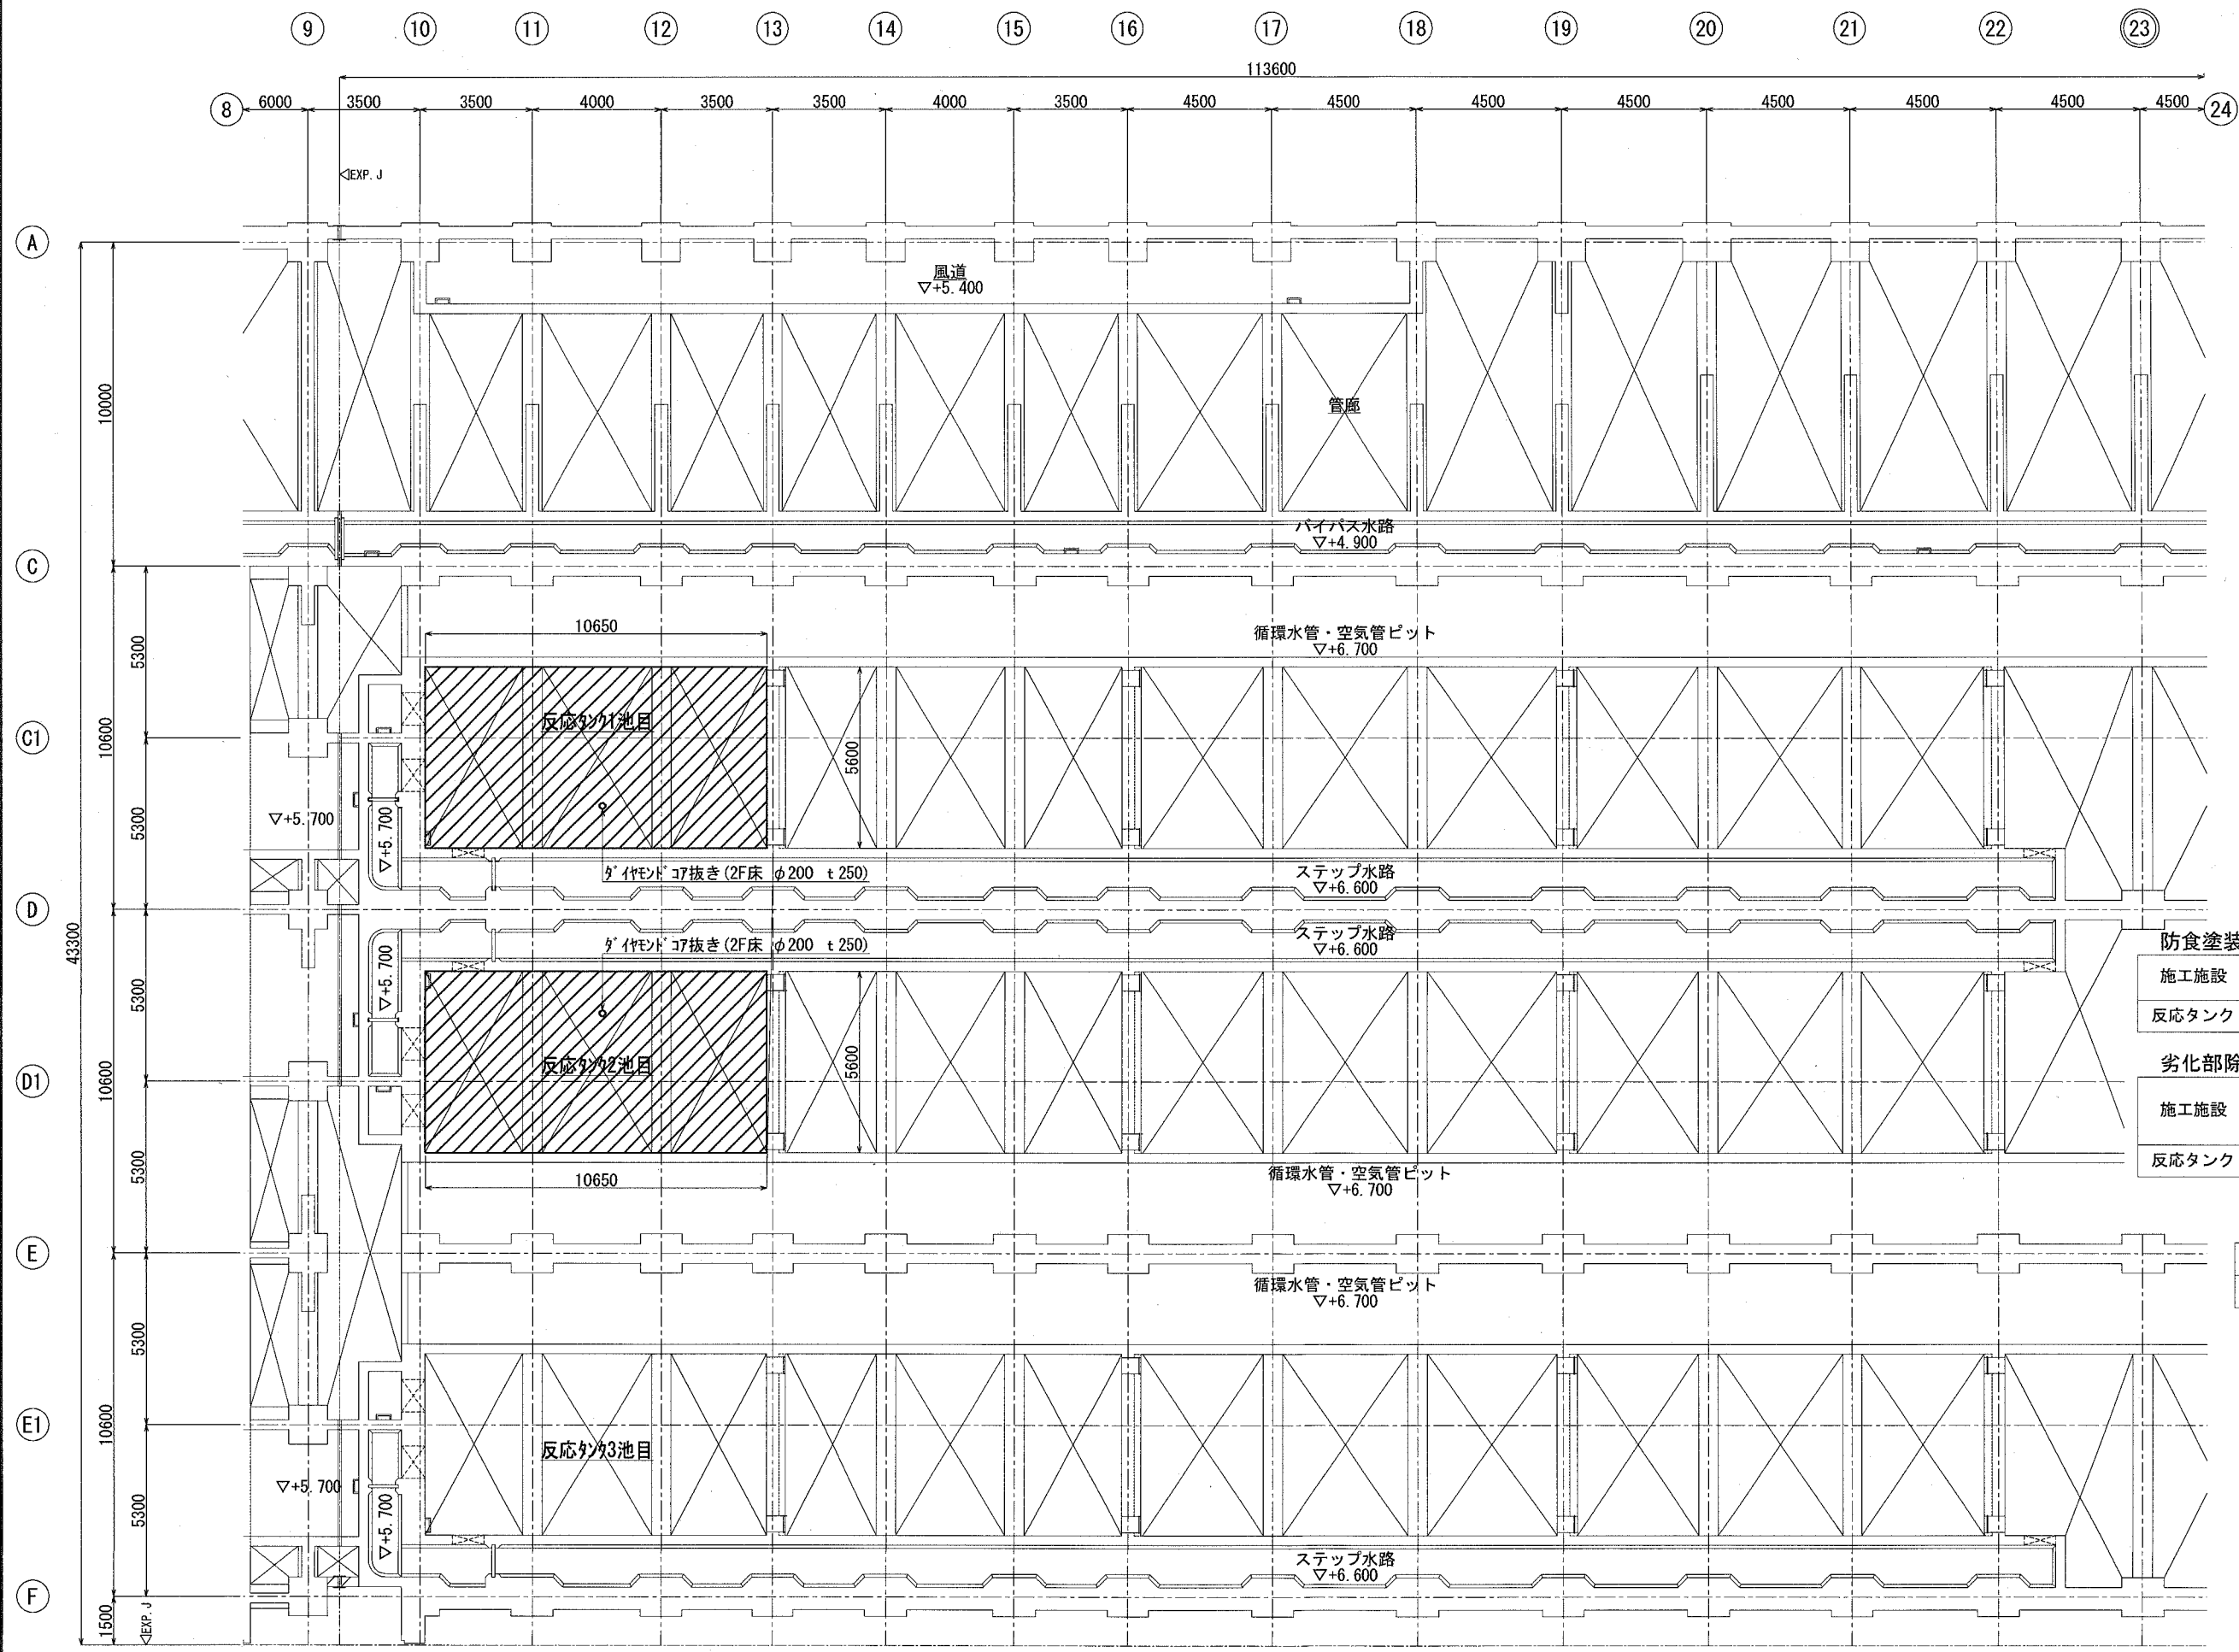 9 10 11 12 13 14 15 16 17 18 19 20 21 22 23
113600
8 6000 3500 3500 4000 3500 3500 4000 3500 4500 4500 4500 4500 4500 4500 4500 4500 24
◁EXP. J
A
風道
▽+5.400
10000
管廊
バイパス水路
▽+4.900
C
10650
循環水管・空気管ピット
▽+6.700
5300
反応タンク1池目
C1
10600
5600
▽+5.700
▽+5.700
5300
ダイヤモンドコア抜き(2F床 φ200 t250)
ステップ水路
▽+6.600
D
43300
ダイヤモンドコア抜き(2F床 φ200 t250)
ステップ水路
▽+6.600
防食塗装
▽+5.700
施工施設
5300
反応タンク
反応タンク2池目
5600
劣化部除
D1
10600
施工施設
5300
反応タンク
10650
循環水管・空気管ピット
▽+6.700
E
循環水管・空気管ピット
▽+6.700
5300
E1
10600
反応タンク3池目
▽+5.700
▽+5.700
5300
ステップ水路
▽+6.600
F
1500
◁EXP. J